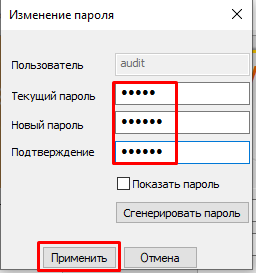 Изменение пароля
Пользователь audit
Текущий пароль •••••
Новый пароль ••••••
Подтверждение ••••••
Показать пароль
Сгенерировать пароль
Применить Отмена